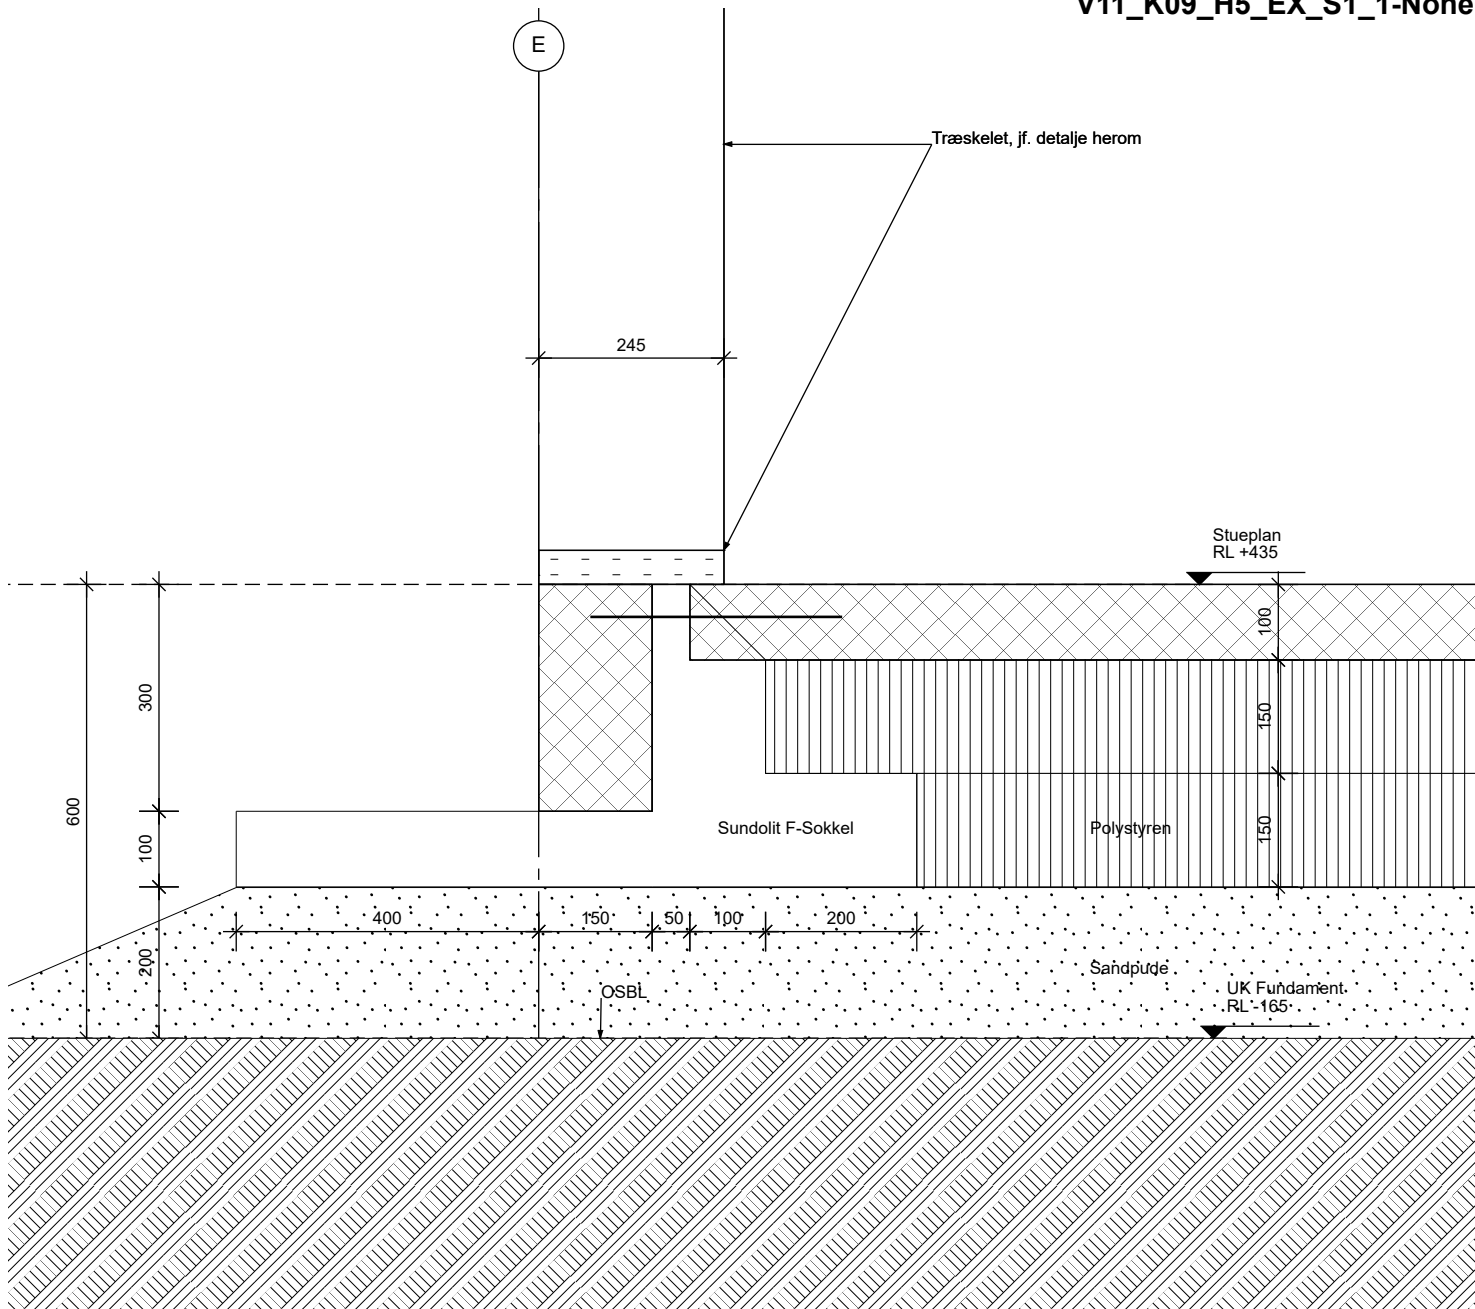 V11_K09_H5_EX_S1_1-None
E
Træskelet, jf. detalje herom
245
Stueplan
RL +435
100
300
150
600
100
Sundolit F-Sokkel
Polystyren
150
400
150
50
100
200
200
Sandpude
OSBL
UK Fundament
RL -165